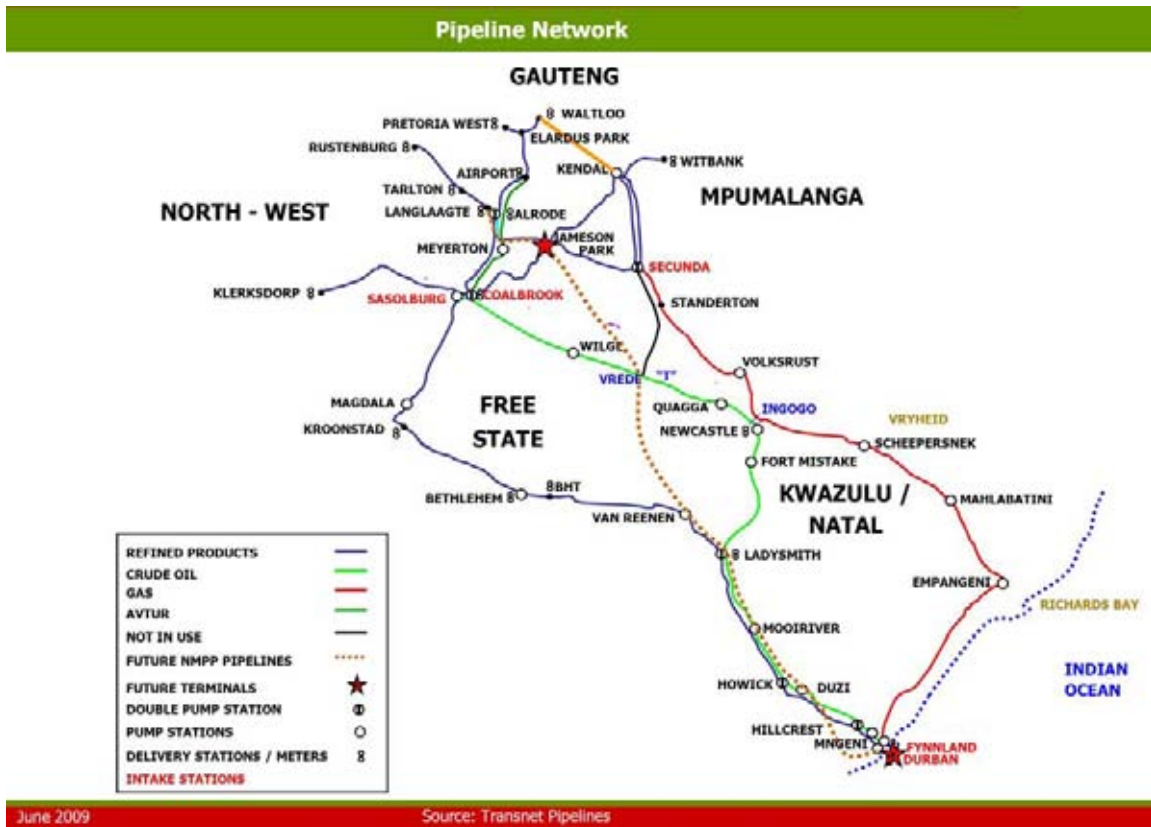 Pipeline Network
GAUTENG
WALTLOO
PRETORIA WEST
ELARDUS PARK
RUSTENBURG
AIRPORT
KENDAL
WITBANK
TARLTON
MPUMALANGA
NORTH - WEST
LANGLAAGTE
ALRODE
JAMESON
PARK
MEYERTON
SECUNDA
KLERKSDORP
SASOLBURG
COALBROOK
STANDERTON
WILGE
VOLKSRUST
VREDE
"T"
MAGDALA
FREE
STATE
QUAGGA
INGOGO
VRYHEID
KROONSTAD
NEWCASTLE
SCHEEPERSNEK
FORT MISTAKE
BETHLEHEM
BHT
KWAZULU /
NATAL
MAHLABATINI
VAN REENEN
LADYSMITH
EMPANGENI
RICHARDS BAY
MOOIRIVER
INDIAN
OCEAN
HOWICK
DUZI
HILLCREST
MNGENI
FYNNLAND
DURBAN
REFINED PRODUCTS
CRUDE OIL
GAS
AVTUR
NOT IN USE
FUTURE NMPP PIPELINES
FUTURE TERMINALS
DOUBLE PUMP STATION
PUMP STATIONS
DELIVERY STATIONS / METERS
INTAKE STATIONS
June 2009
Source: Transnet Pipelines